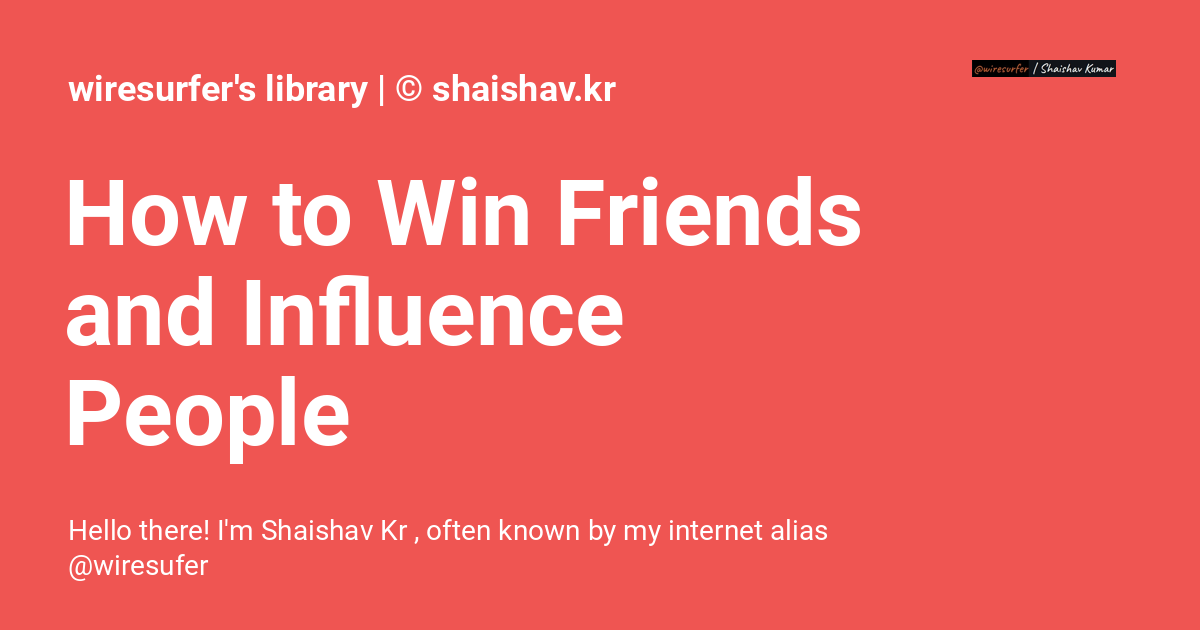 wiresurfer's library | © shaishav.kr
@wiresurfer | Shaishav Kumar
How to Win Friends
and Influence
People
Hello there! I'm Shaishav Kr , often known by my internet alias
@wiresufer